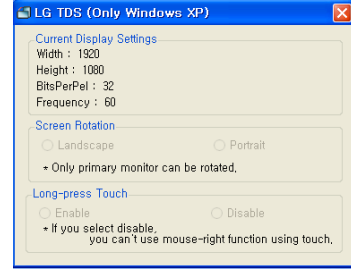 LG TDS (Only Windows XP)
Current Display Settings
Width : 1920
Height : 1080
BitsPerPel : 32
Frequency : 60
Screen Rotation
Landscape Portrait
* Only primary monitor can be rotated,
Long-press Touch
Enable Disable
* If you select disable,
you can't use mouse-right function using touch,